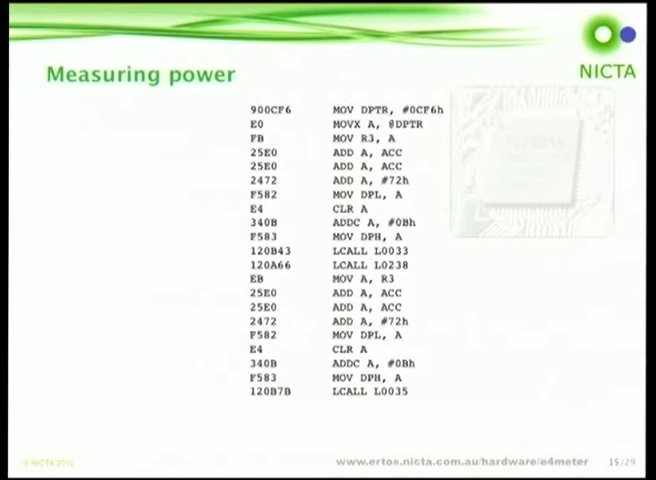 NICTA
Measuring power
900CF6 MOV DPTR, #0CF6h
E0 MOVX A, @DPTR
FB MOV R3, A
25E0 ADD A, ACC
25E0 ADD A, ACC
2472 ADD A, #72h
F582 MOV DPL, A
E4 CLR A
340B ADDC A, #0Bh
F583 MOV DPH, A
120B43 LCALL L0033
120A66 LCALL L0238
EB MOV A, R3
25E0 ADD A, ACC
25E0 ADD A, ACC
2472 ADD A, #72h
F582 MOV DPL, A
E4 CLR A
340B ADDC A, #0Bh
F583 MOV DPH, A
120B7B LCALL L0035
© NICTA 2010 www.ertos.nicta.com.au/hardware/e4meter 15/29